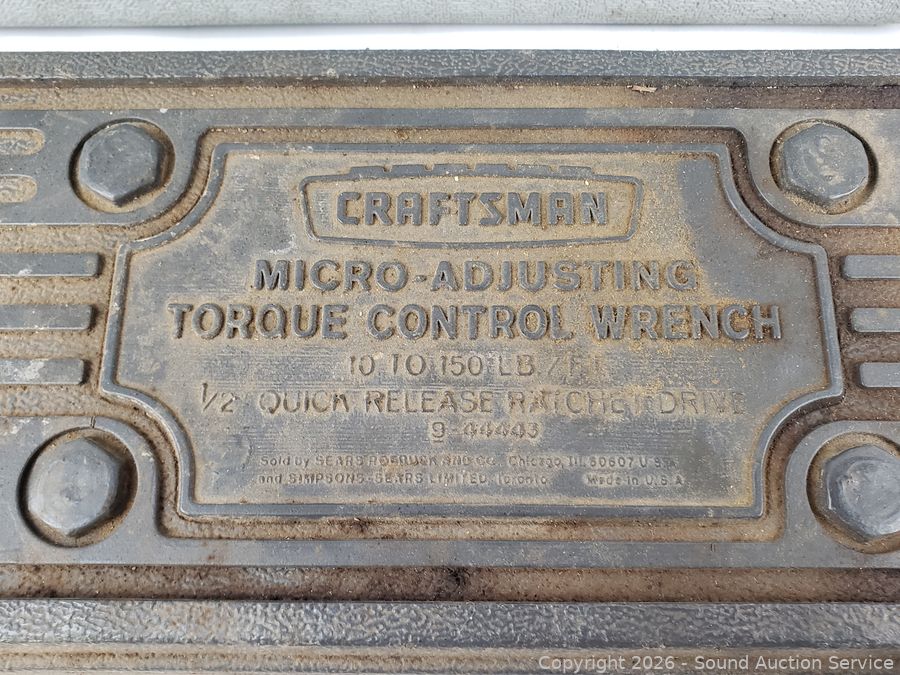 CRAFTSMAN
MICRO-ADJUSTING
TORQUE CONTROL WRENCH
10 TO 150 LB/FT
1/2 QUICK RELEASE RATCHET DRIVE
9-44443
Sold by SEARS ROEBUCK AND Co., Chicago, Ill. 60607 U.S.A.
and SIMPSONS-SEARS LIMITED, Toronto Made in U.S.A.
Copyright 2026 - Sound Auction Service